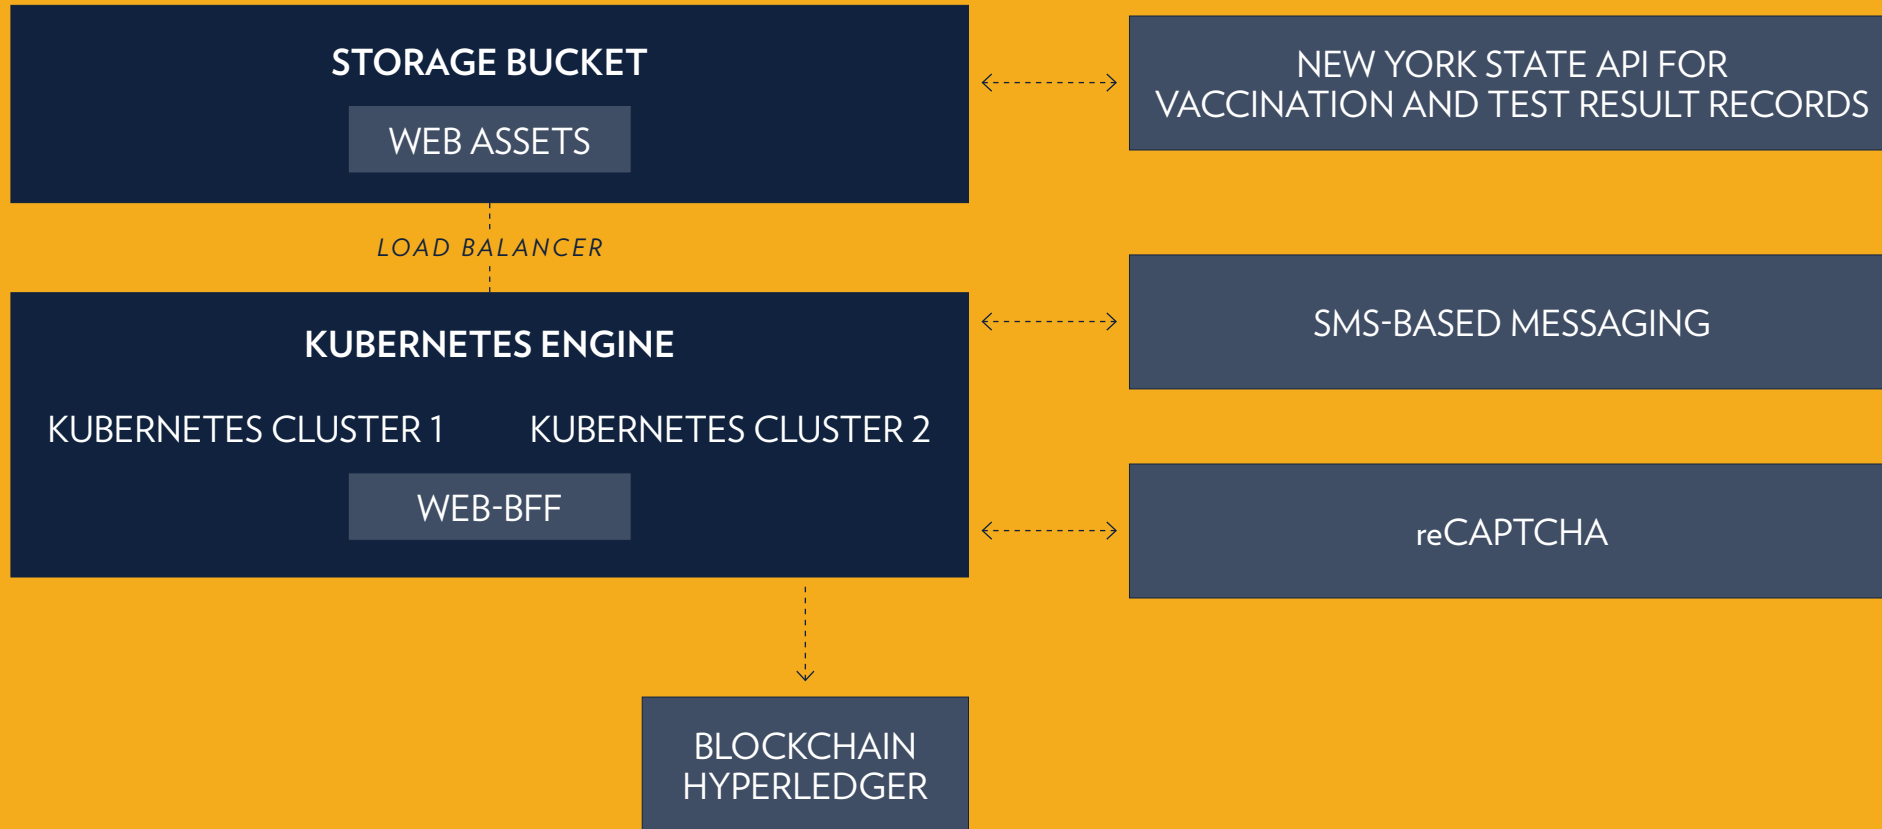 STORAGE BUCKET
WEB ASSETS
LOAD BALANCER
KUBERNETES ENGINE
KUBERNETES CLUSTER 1
KUBERNETES CLUSTER 2
WEB-BFF
NEW YORK STATE API FOR
VACCINATION AND TEST RESULT RECORDS
SMS-BASED MESSAGING
reCAPTCHA
BLOCKCHAIN
HYPERLEDGER